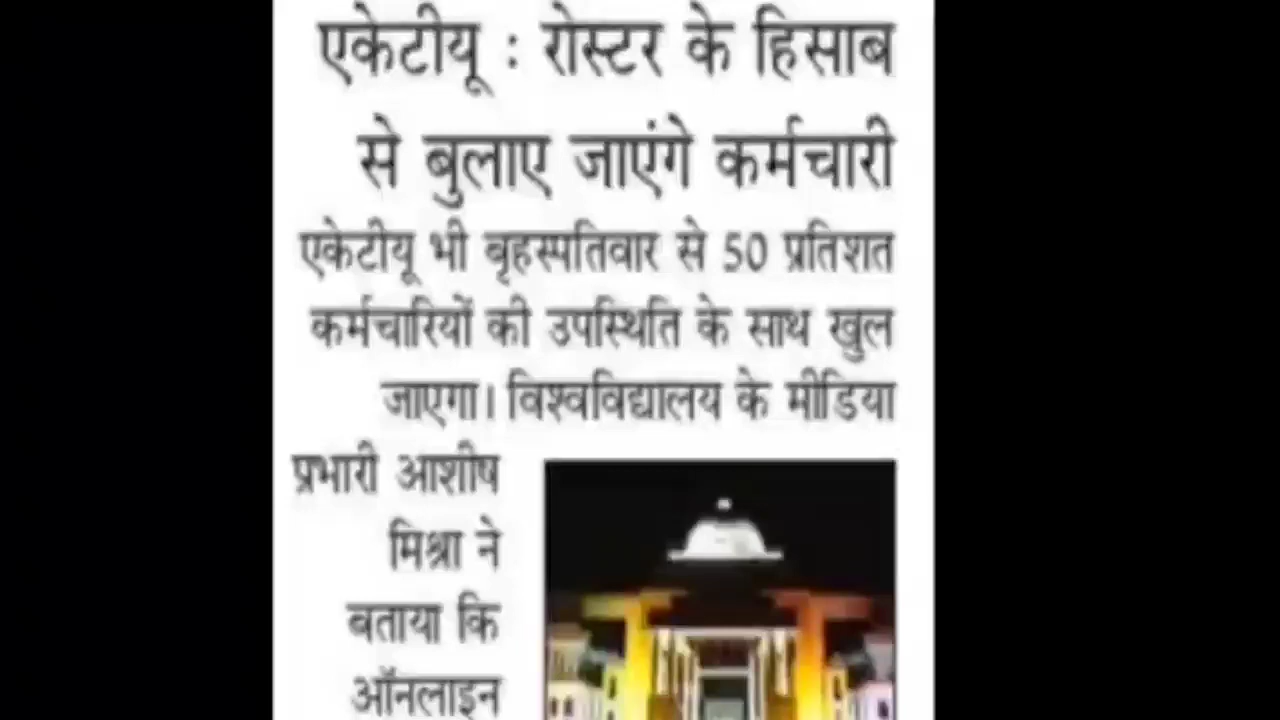 एकेटीयू : रोस्टर के हिसाब
से बुलाए जाएंगे कर्मचारी
एकेटीयू भी बृहस्पतिवार से 50 प्रतिशत
कर्मचारियों की उपस्थिति के साथ खुल
जाएगा। विश्वविद्यालय के मीडिया
प्रभारी आशीष
मिश्रा ने
बताया कि
ऑनलाइन